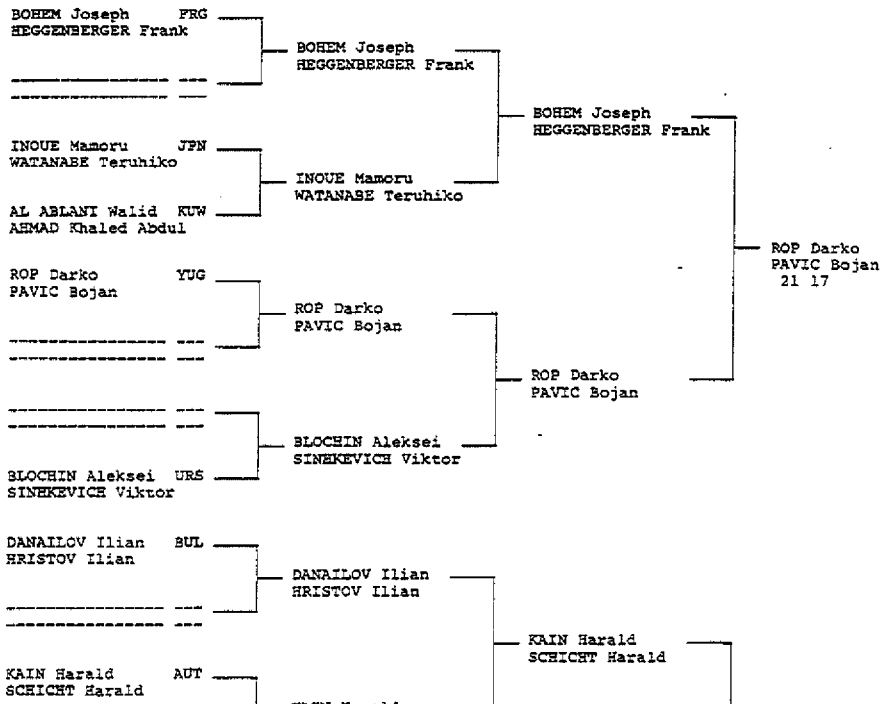 BOHEM Joseph FRG
HEGGENBERGER Frank
BOHEM Joseph
HEGGENBERGER Frank
BOHEM Joseph
HEGGENBERGER Frank
INOUE Mamoru JPN
WATANABE Teruhiko
INOUE Mamoru
WATANABE Teruhiko
AL ABLANI Walid KUW
AHMAD Khaled Abdul
ROP Darko
PAVIC Bojan
21 17
ROP Darko YUG
PAVIC Bojan
ROP Darko
PAVIC Bojan
ROP Darko
PAVIC Bojan
BLOCHIN Aleksei
SINHKEVICH Viktor
BLOCHIN Aleksei URS
SINHKEVICH Viktor
DANAILOV Ilian BUL
HRISTOV Ilian
DANAILOV Ilian
HRISTOV Ilian
KAIN Harald
SCHICHT Harald
KAIN Harald AUT
SCHICHT Harald